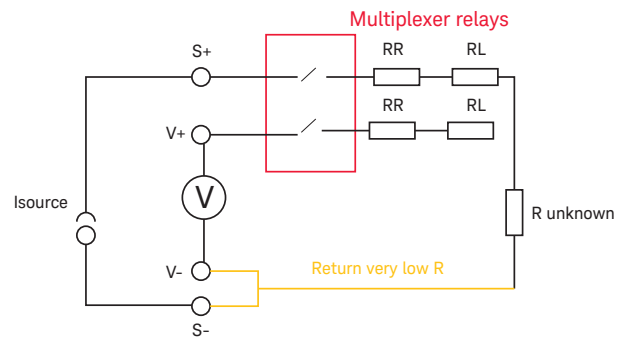 Multiplexer relays
S+
RR
RL
V+
RR
RL
V
Isource
R unknown
V-
Return very low R
S-